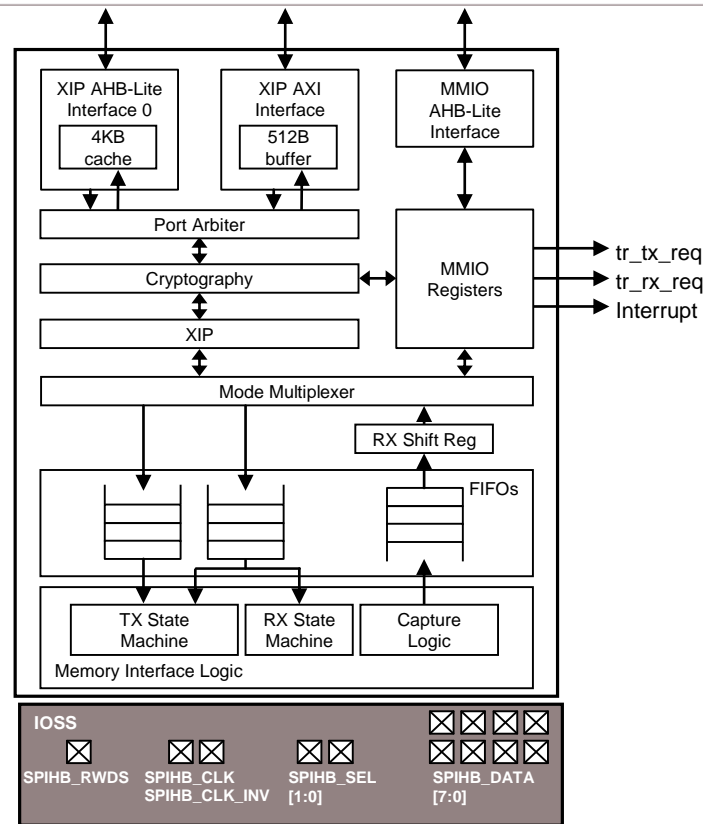 XIP AHB-Lite
Interface 0
4KB
cache
XIP AXI
Interface
512B
buffer
MMIO
AHB-Lite
Interface
Port Arbiter
Cryptography
XIP
MMIO
Registers
tr_tx_req
tr_rx_req
Interrupt
Mode Multiplexer
RX Shift Reg
FIFOs
TX State
Machine
RX State
Machine
Capture
Logic
Memory Interface Logic
IOSS
SPIHB_RWDS
SPIHB_CLK
SPIHB_CLK_INV
SPIHB_SEL
[1:0]
SPIHB_DATA
[7:0]